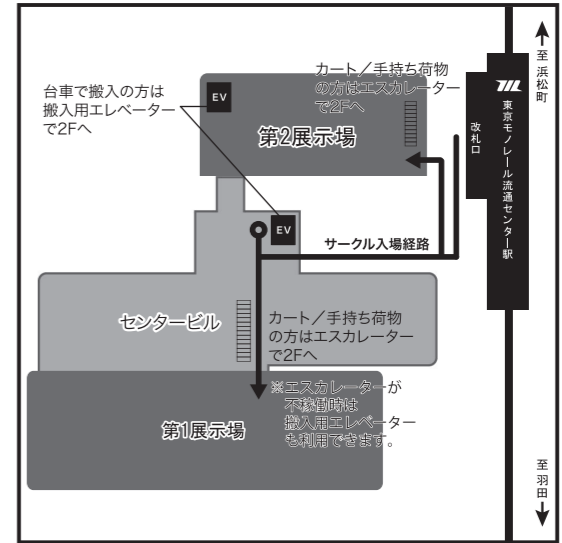 至 浜松町
東京モノレール流通センター駅
改札口
カート／手持ち荷物
の方はエスカレーター
で2Fへ
台車で搬入の方は
搬入用エレベーター
で2Fへ
EV
第2展示場
EV
サークル入場経路
センタービル
カート／手持ち荷物
の方はエスカレーター
で2Fへ
※エスカレーターが
不稼働時は
搬入用エレベーター
も利用できます。
第1展示場
至 羽田